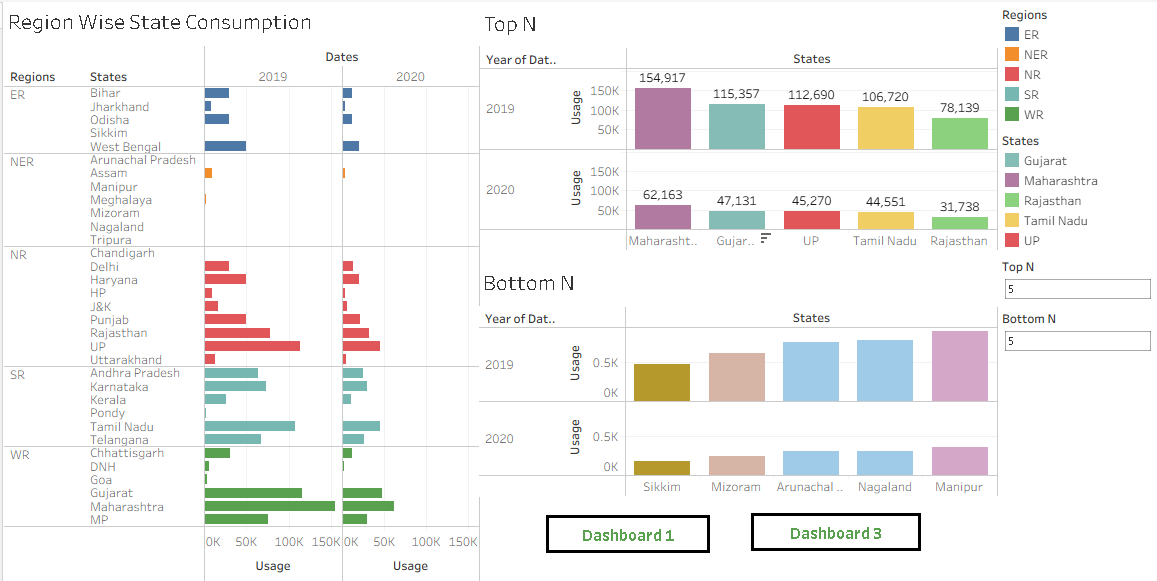 Region Wise State Consumption
Dates
Regions States 2019 2020
ER Bihar
Jharkhand
Odisha
Sikkim
West Bengal
NER Arunachal Pradesh
Assam
Manipur
Meghalaya
Mizoram
Nagaland
Tripura
NR Chandigarh
Delhi
Haryana
HP
J&K
Punjab
Rajasthan
UP
Uttarakhand
SR Andhra Pradesh
Karnataka
Kerala
Pondy
Tamil Nadu
Telangana
WR Chhattisgarh
DNH
Goa
Gujarat
Maharashtra
MP
0K 50K 100K 150K 0K 50K 100K 150K
Usage Usage
Top N
Year of Dat.. States
2019 Usage
150K
100K
50K
154,917 115,357 112,690 106,720 78,139
2020 Usage
150K
100K
50K
62,163 47,131 45,270 44,551 31,738
Maharasht.. Gujar.. UP Tamil Nadu Rajasthan
Bottom N
Year of Dat.. States
2019 Usage
0.5K
0K
2020 Usage
0.5K
0K
Sikkim Mizoram Arunachal .. Nagaland Manipur
Dashboard 1 Dashboard 3
Regions
ER
NER
NR
SR
WR
States
Gujarat
Maharashtra
Rajasthan
Tamil Nadu
UP
Top N
5
Bottom N
5